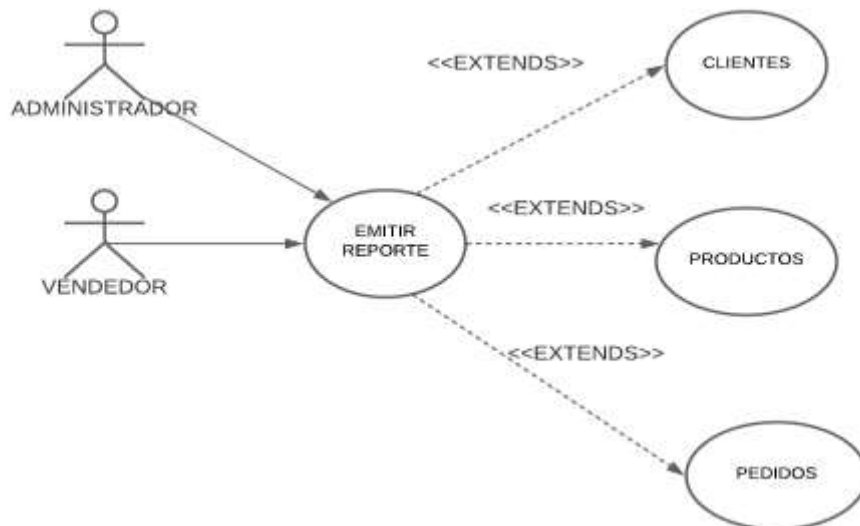 <<EXTENDS>>
CLIENTES
ADMINISTRADOR
<<EXTENDS>>
EMITIR
REPORTE
PRODUCTOS
VENDEDOR
<<EXTENDS>>
PEDIDOS